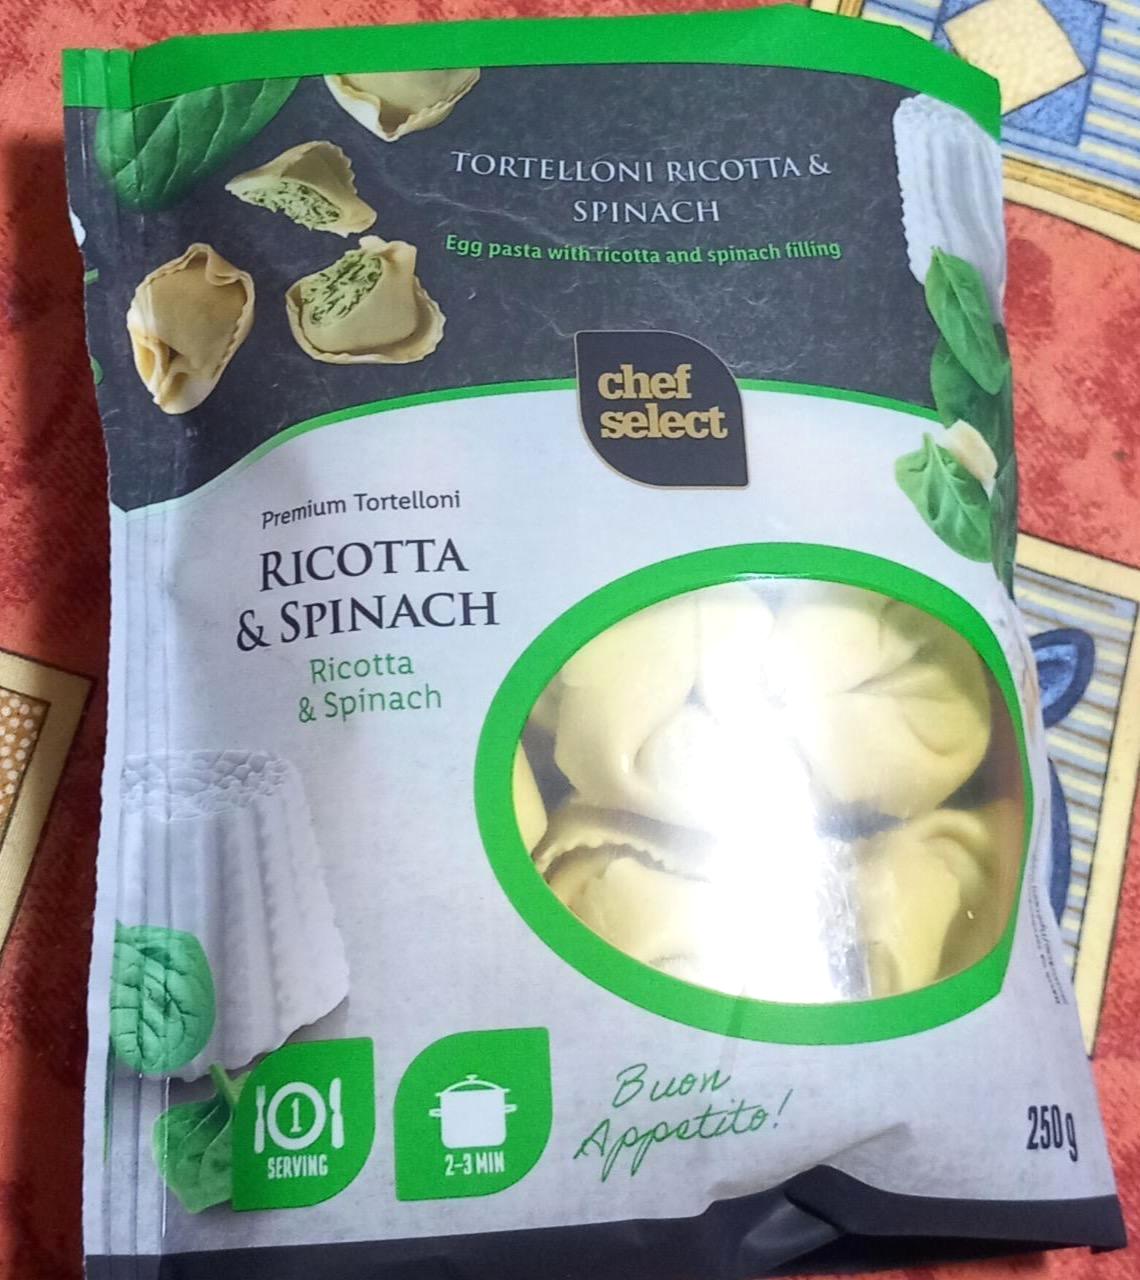 TORTELLONI RICOTTA &
SPINACH
Egg pasta with ricotta and spinach filling
chef
select
Premium Tortelloni
RICOTTA
& SPINACH
Ricotta
& Spinach
1
SERVING
2-3 MIN
Buon
Appetito!
250g